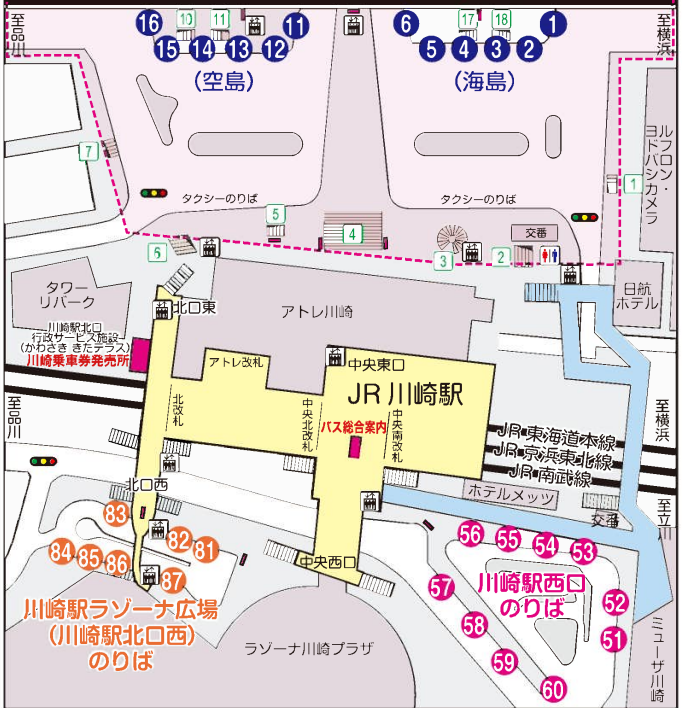 至品川
16
15
14
13
12
11
10
11
(空島)
6
5
4
3
2
1
17
18
(海島)
至横浜
ルフロン・
ヨドバシカメラ
7
1
タクシーのりば
タクシーのりば
5
4
6
3
2
交番
タワー
リバーク
北口東
アトレ川崎
日航
ホテル
川崎駅北口
行政サービス施設
(かわさき きたテラス)
川崎乗車券発売所
アトレ改札
中央東口
JR 川崎駅
北改札
中央北改札
バス総合案内
中央南改札
至品川
至横浜
JR 東海道本線
JR 京浜東北線
JR 南武線
北口西
ホテルメッツ
交番
至立川
83
82
81
84
85
86
87
中央西口
56
55
54
53
57
58
59
60
52
51
川崎駅西口
のりば
川崎駅ラゾーナ広場
(川崎駅北口西)
のりば
ラゾーナ川崎プラザ
ミューザ川崎